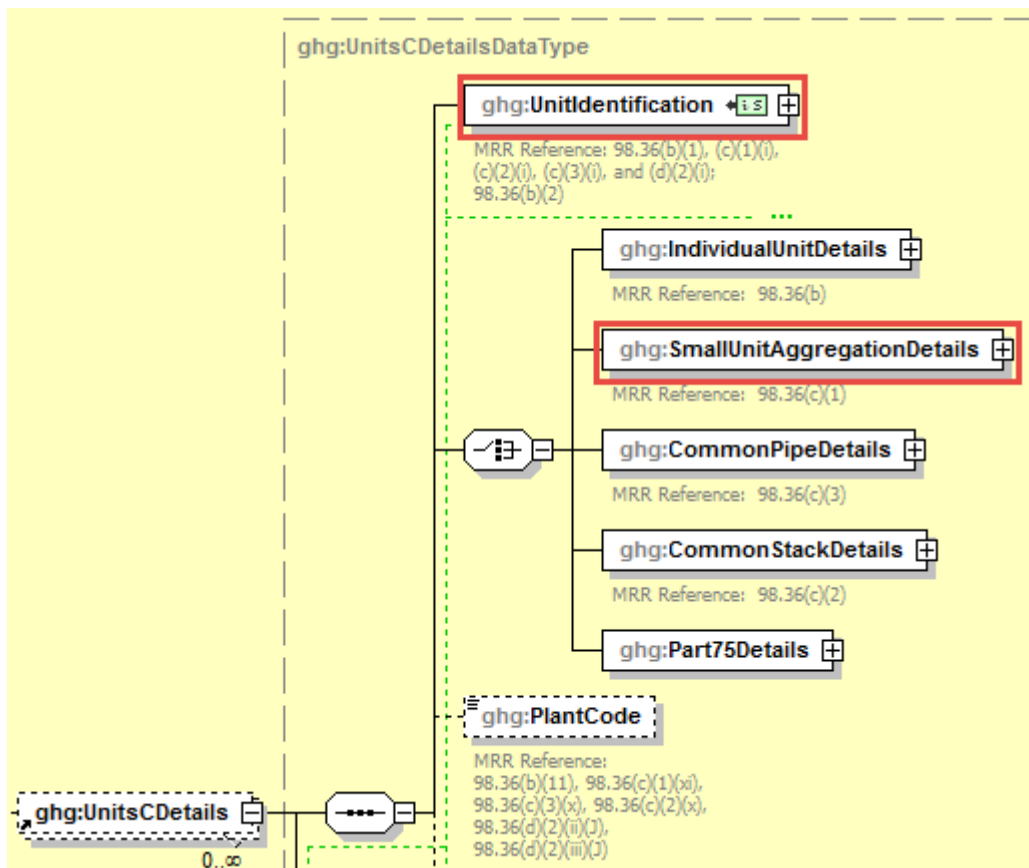 ghg:UnitsCDetailsDataType
ghg:UnitIdentification
MRR Reference: 98.36(b)(1), (c)(1)(i),
(c)(2)(i), (c)(3)(i), and (d)(2)(i);
98.36(b)(2)
ghg:IndividualUnitDetails
MRR Reference: 98.36(b)
ghg:SmallUnitAggregationDetails
MRR Reference: 98.36(c)(1)
ghg:CommonPipeDetails
MRR Reference: 98.36(c)(3)
ghg:CommonStackDetails
MRR Reference: 98.36(c)(2)
ghg:Part75Details
ghg:PlantCode
MRR Reference:
98.36(b)(11), 98.36(c)(1)(xi),
98.36(c)(3)(x), 98.36(c)(2)(x),
98.36(d)(2)(ii)(J),
98.36(d)(2)(iii)(J)
ghg:UnitsCDetails
0..∞